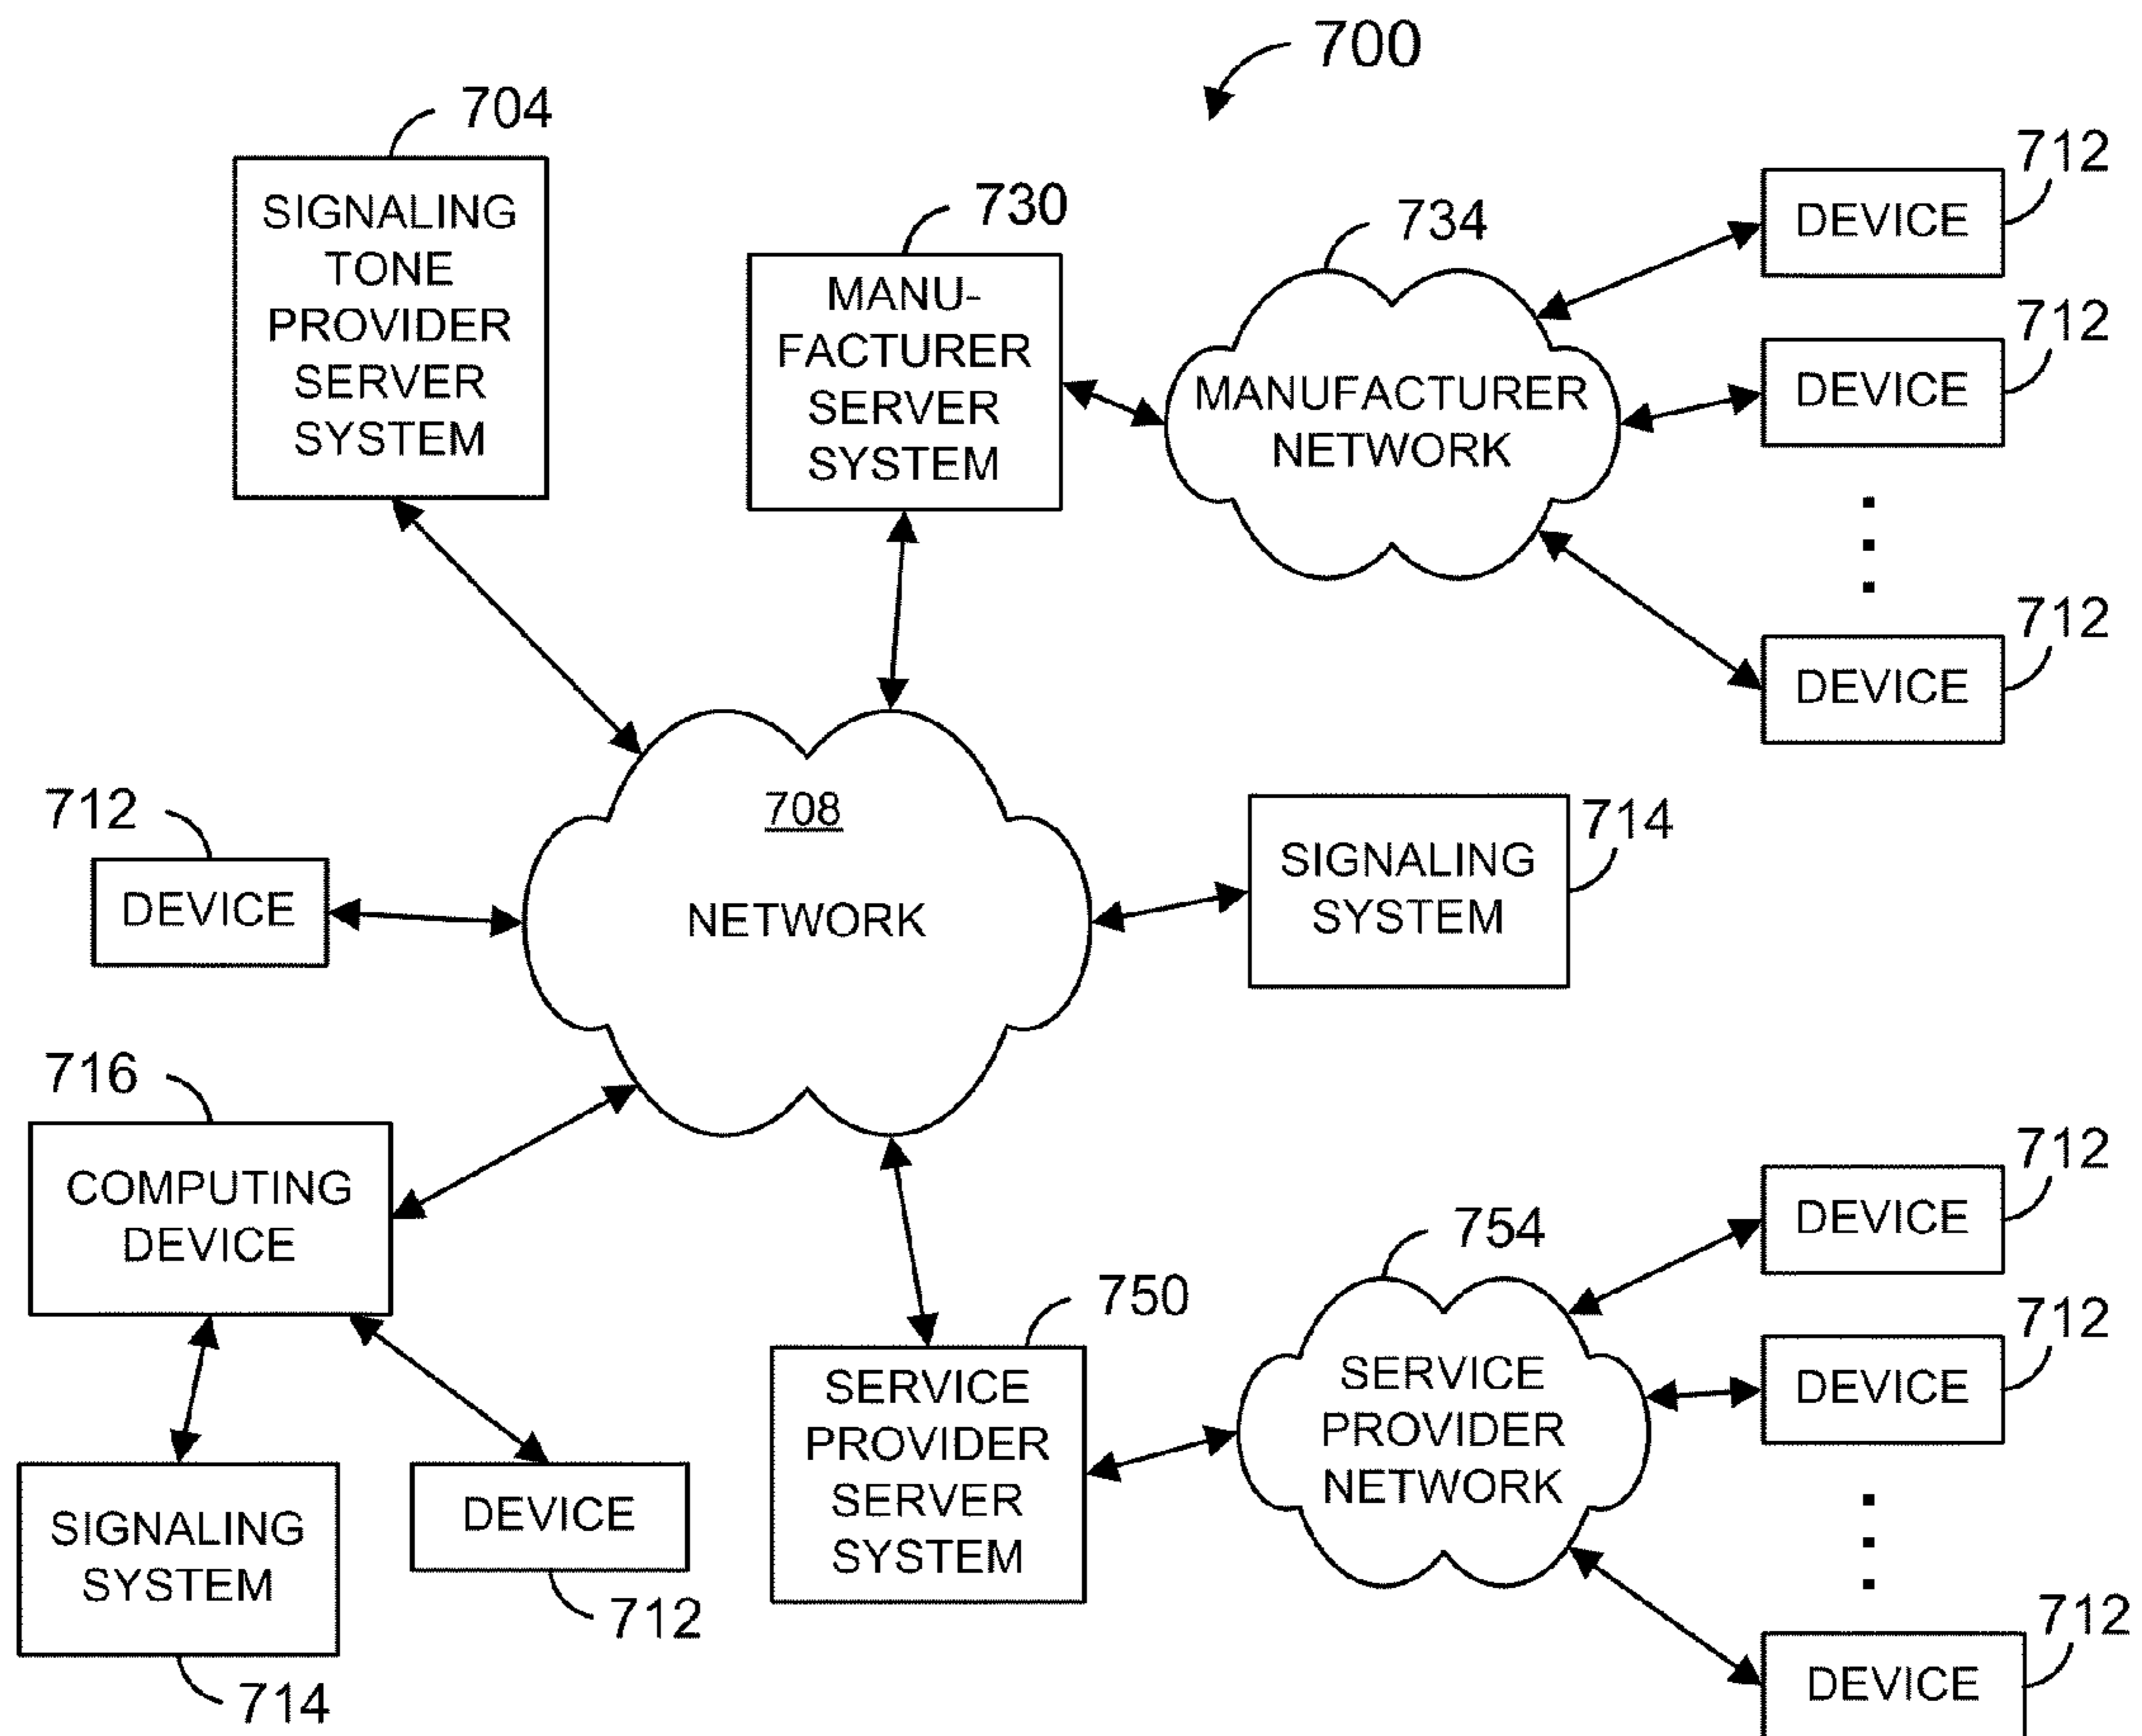 700
704
SIGNALING
TONE
PROVIDER
SERVER
SYSTEM
730
MANU-
FACTURER
SERVER
SYSTEM
734
MANUFACTURER
NETWORK
712
DEVICE
712
DEVICE
712
DEVICE
708
NETWORK
712
DEVICE
714
SIGNALING
SYSTEM
716
COMPUTING
DEVICE
SIGNALING
SYSTEM
714
DEVICE
712
750
SERVICE
PROVIDER
SERVER
SYSTEM
754
SERVICE
PROVIDER
NETWORK
712
DEVICE
712
DEVICE
712
DEVICE